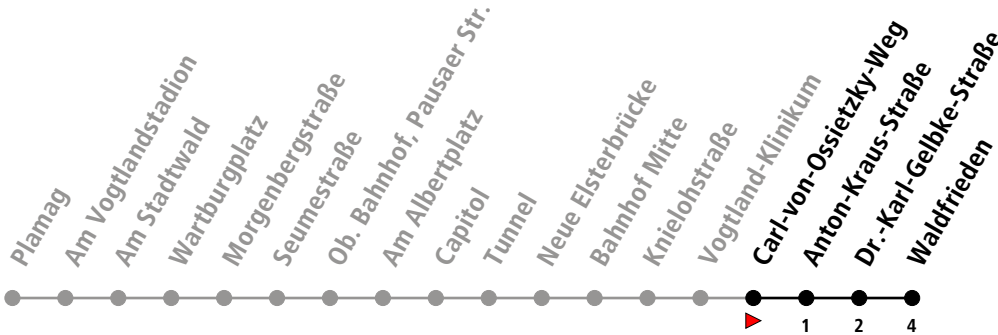 Plamag
Am Vogtlandstadion
Am Stadtwald
Wartburgplatz
Morgenbergstraße
Seumestraße
Ob. Bahnhof, Pausaer Str.
Am Albertplatz
Capitol
Tunnel
Neue Elsterbrücke
Bahnhof Mitte
Knielohstraße
Vogtland-Klinikum
Carl-von-Ossietzky-Weg
Anton-Kraus-Straße
Dr.-Karl-Gelbke-Straße
Waldfrieden
1 2 4